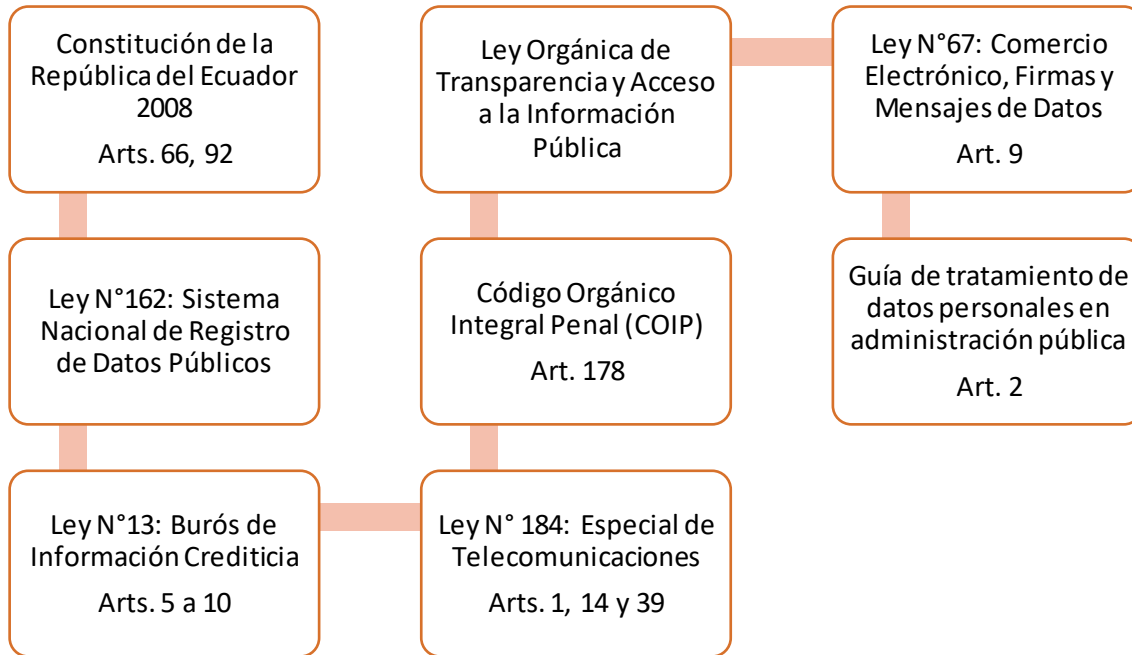 Constitución de la
República del Ecuador
2008
Arts. 66, 92
Ley N°162: Sistema
Nacional de Registro
de Datos Públicos
Ley N°13: Burós de
Información Crediticia
Arts. 5 a 10
Ley N° 184: Especial de
Telecomunicaciones
Arts. 1, 14 y 39
Código Orgánico
Integral Penal (COIP)
Art. 178
Ley Orgánica de
Transparencia y Acceso
a la Información
Pública
Ley N°67: Comercio
Electrónico, Firmas y
Mensajes de Datos
Art. 9
Guía de tratamiento de
datos personales en
administración pública
Art. 2